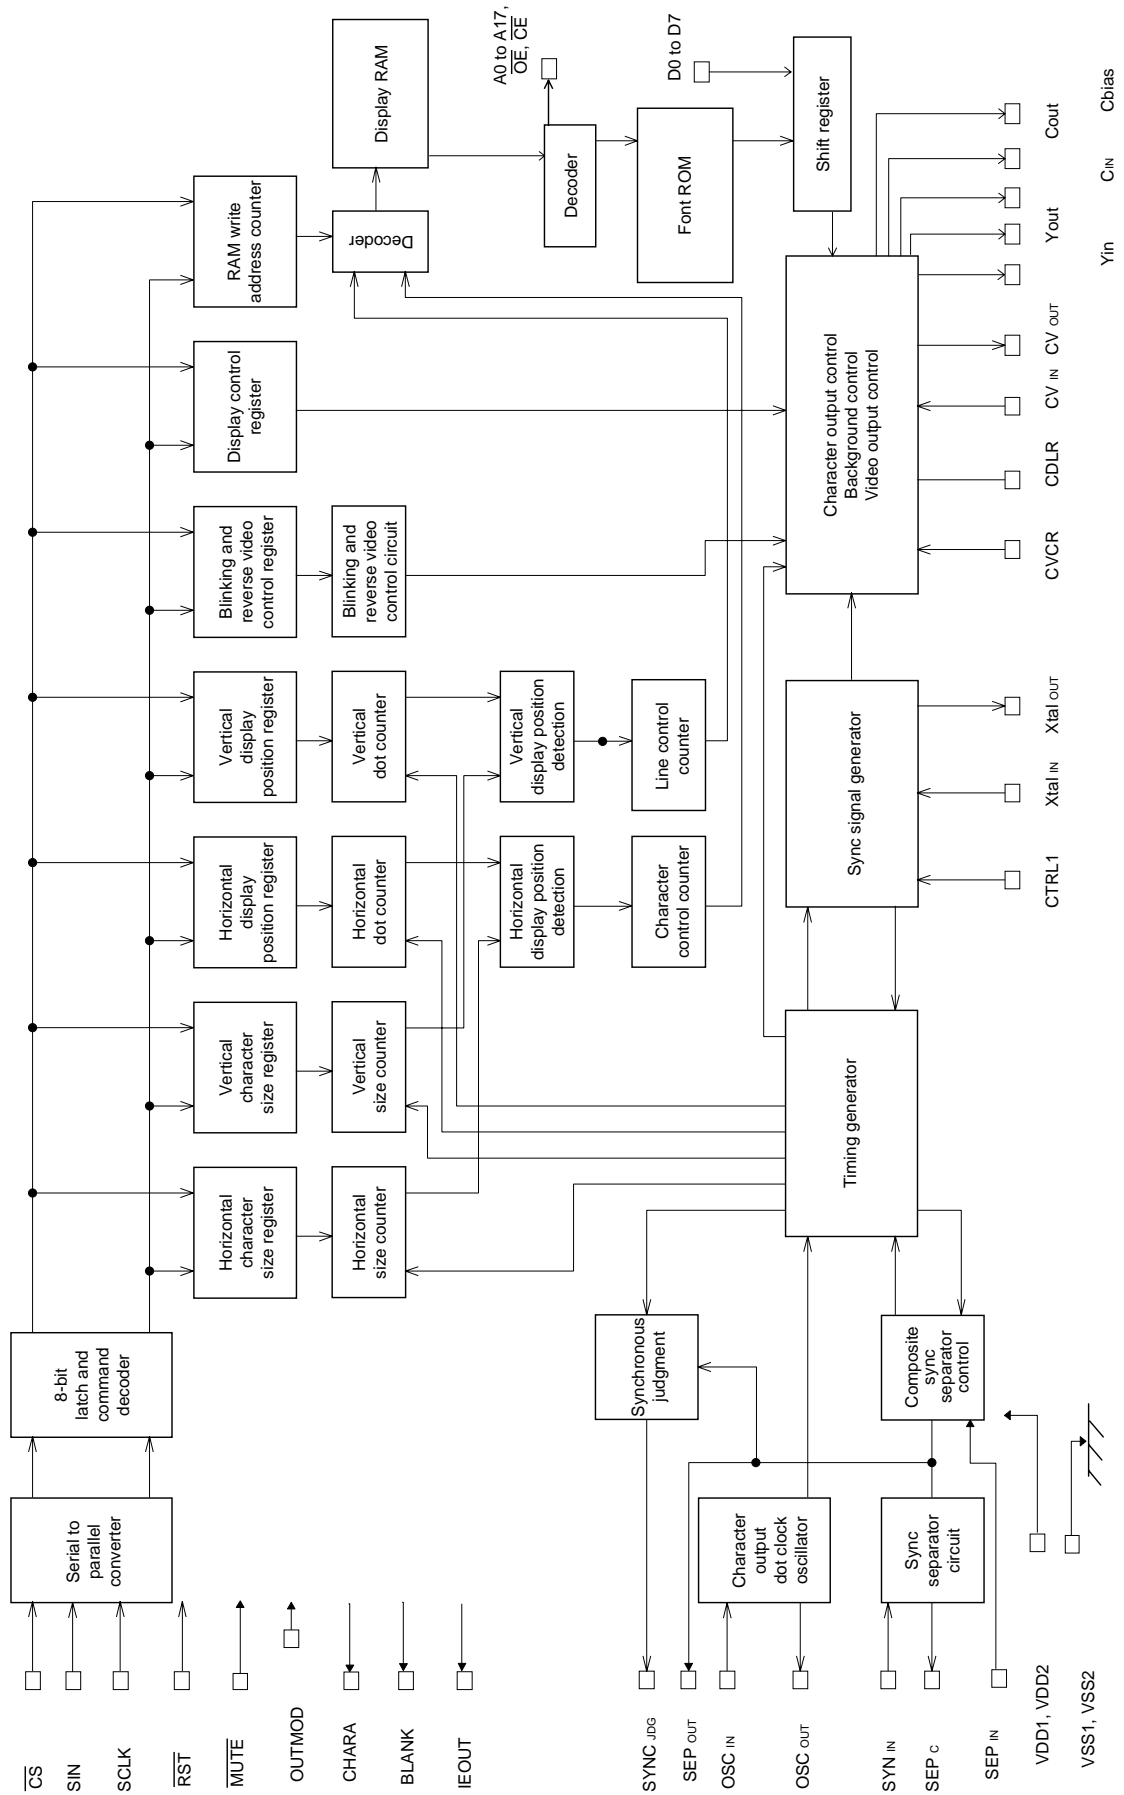 CS
SIN
SCLK
RST
MUTE
OUTMOD
CHARA
BLANK
IEOUT
SYNC JDG
SEP OUT
OSC IN
OSC OUT
SYN IN
SEP C
SEP IN
VDD1, VDD2
VSS1, VSS2
Serial to
parallel
converter
8-bit
latch and
command
decoder
Horizontal
character
size register
Vertical
character
size register
Horizontal
display
position register
Vertical
display
position register
Blinking and
reverse video
control register
Display control
register
RAM write
address counter
Horizontal
size counter
Vertical
size counter
Horizontal
dot counter
Vertical
dot counter
Blinking and
reverse video
control circuit
Decoder
Display RAM
Horizontal
display position
detection
Vertical
display position
detection
Character
control counter
Line control
counter
Decoder
A0 to A17,
OE, CE
Font ROM
D0 to D7
Shift register
Synchronous
judgment
Character
output
dot clock
oscillator
Sync
separator
circuit
Composite
sync
separator
control
Timing generator
Sync signal generator
Character output control
Background control
Video output control
CTRL1
Xtal IN
Xtal OUT
CVCR
CDLR
CV IN
CV OUT
Yin
Yout
CIN
Cout
Cbias